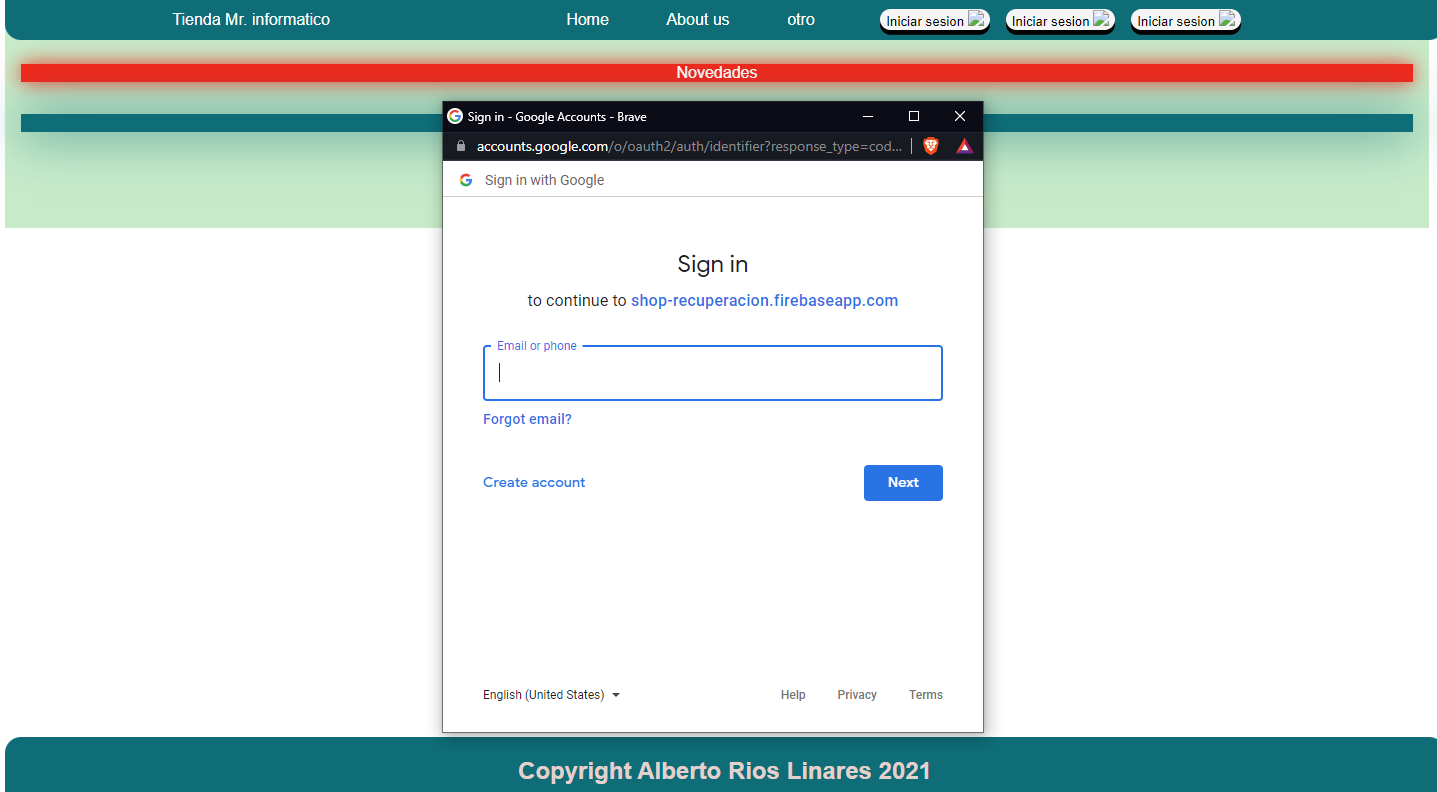 Tienda Mr. informatico Home About us otro Iniciar sesion Iniciar sesion Iniciar sesion
Novedades
Sign in - Google Accounts - Brave
accounts.google.com/o/oauth2/auth/identifier?response_type=cod...
Sign in with Google
Sign in
to continue to shop-recuperacion.firebaseapp.com
Email or phone
Forgot email?
Create account Next
English (United States) Help Privacy Terms
Copyright Alberto Rios Linares 2021